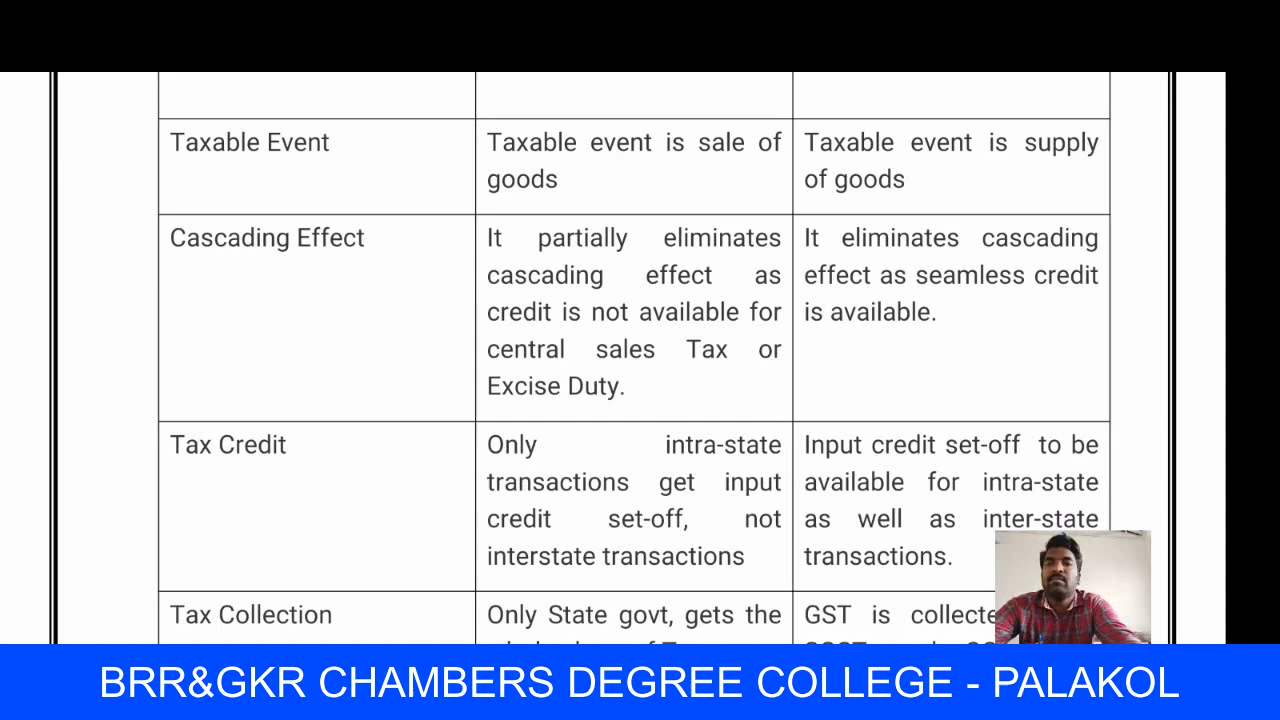 Taxable Event
Taxable event is sale of
goods
Taxable event is supply
of goods
Cascading Effect
It partially eliminates
cascading effect as
credit is not available for
central sales Tax or
Excise Duty.
It eliminates cascading
effect as seamless credit
is available.
Tax Credit
Only intra-state
transactions get input
credit set-off, not
interstate transactions
Input credit set-off to be
available for intra-state
as well as inter-state
transactions.
Tax Collection
Only State govt, gets the
GST is
BRR&GKR CHAMBERS DEGREE COLLEGE - PALAKOL